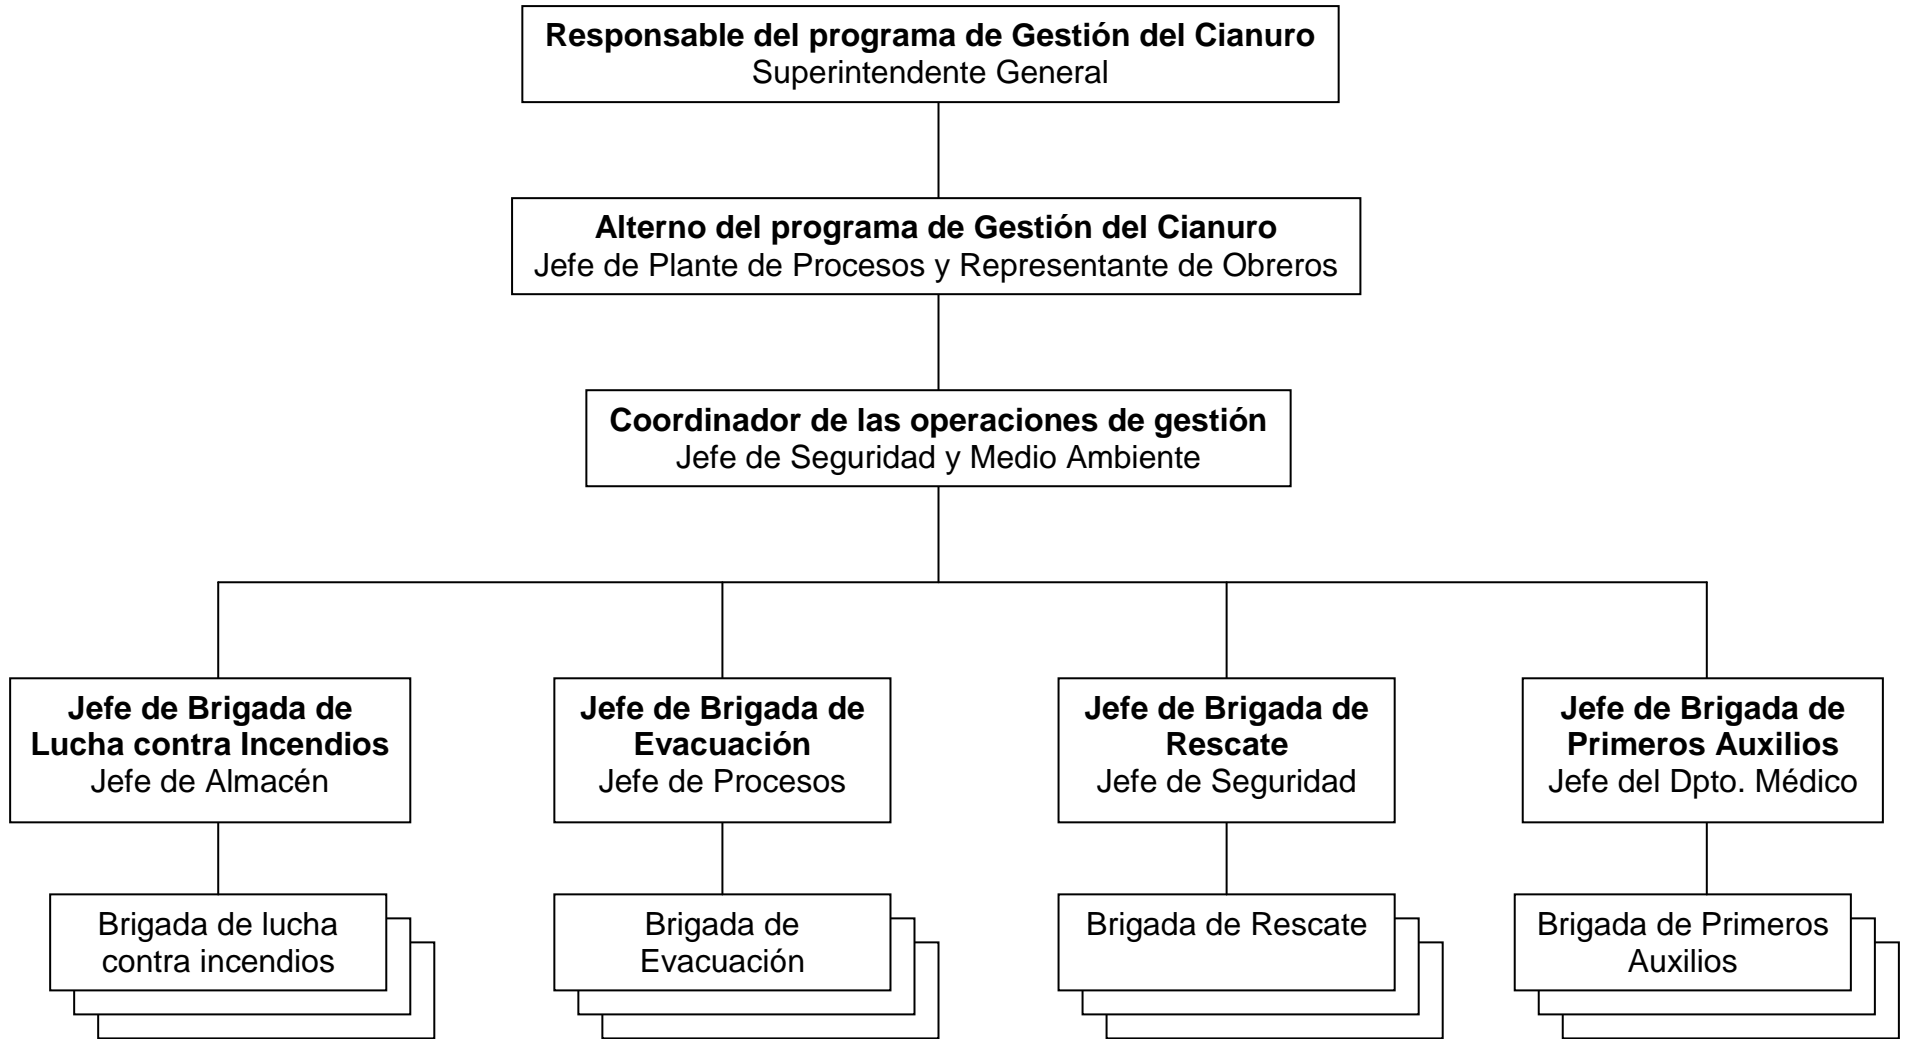 Responsable del programa de Gestión del Cianuro
Superintendente General
Alterno del programa de Gestión del Cianuro
Jefe de Plante de Procesos y Representante de Obreros
Coordinador de las operaciones de gestión
Jefe de Seguridad y Medio Ambiente
Jefe de Brigada de
Lucha contra Incendios
Jefe de Almacén
Jefe de Brigada de
Evacuación
Jefe de Procesos
Jefe de Brigada de
Rescate
Jefe de Seguridad
Jefe de Brigada de
Primeros Auxilios
Jefe del Dpto. Médico
Brigada de lucha
contra incendios
Brigada de
Evacuación
Brigada de Rescate
Brigada de Primeros
Auxilios